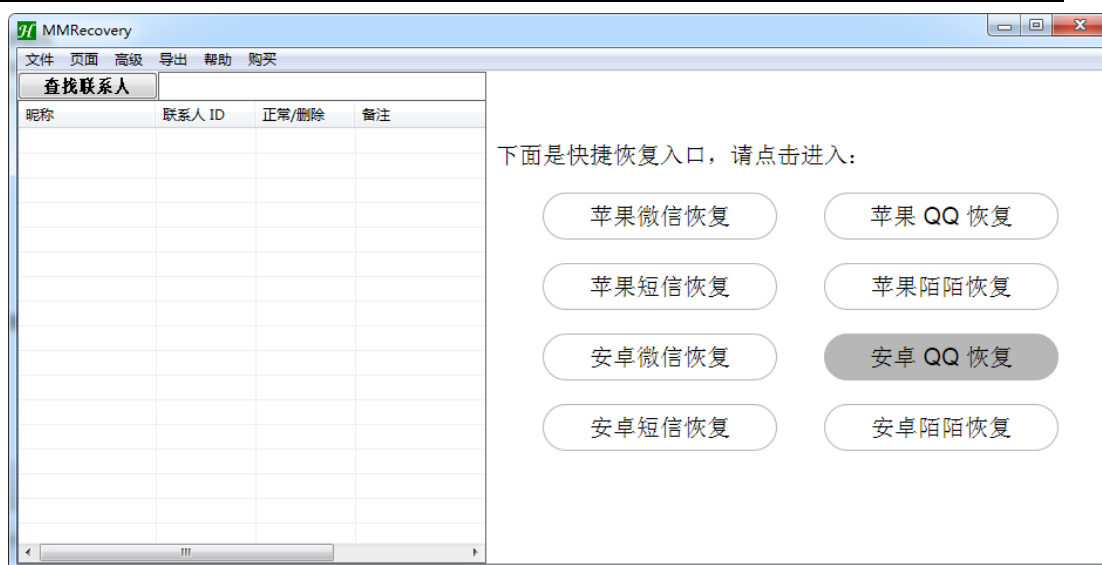 MMRecovery
文件 页面 高级 导出 帮助 购买
查找联系人
昵称 联系人 ID 正常/删除 备注
下面是快捷恢复入口，请点击进入：
苹果微信恢复 苹果 QQ 恢复
苹果短信恢复 苹果陌陌恢复
安卓微信恢复 安卓 QQ 恢复
安卓短信恢复 安卓陌陌恢复